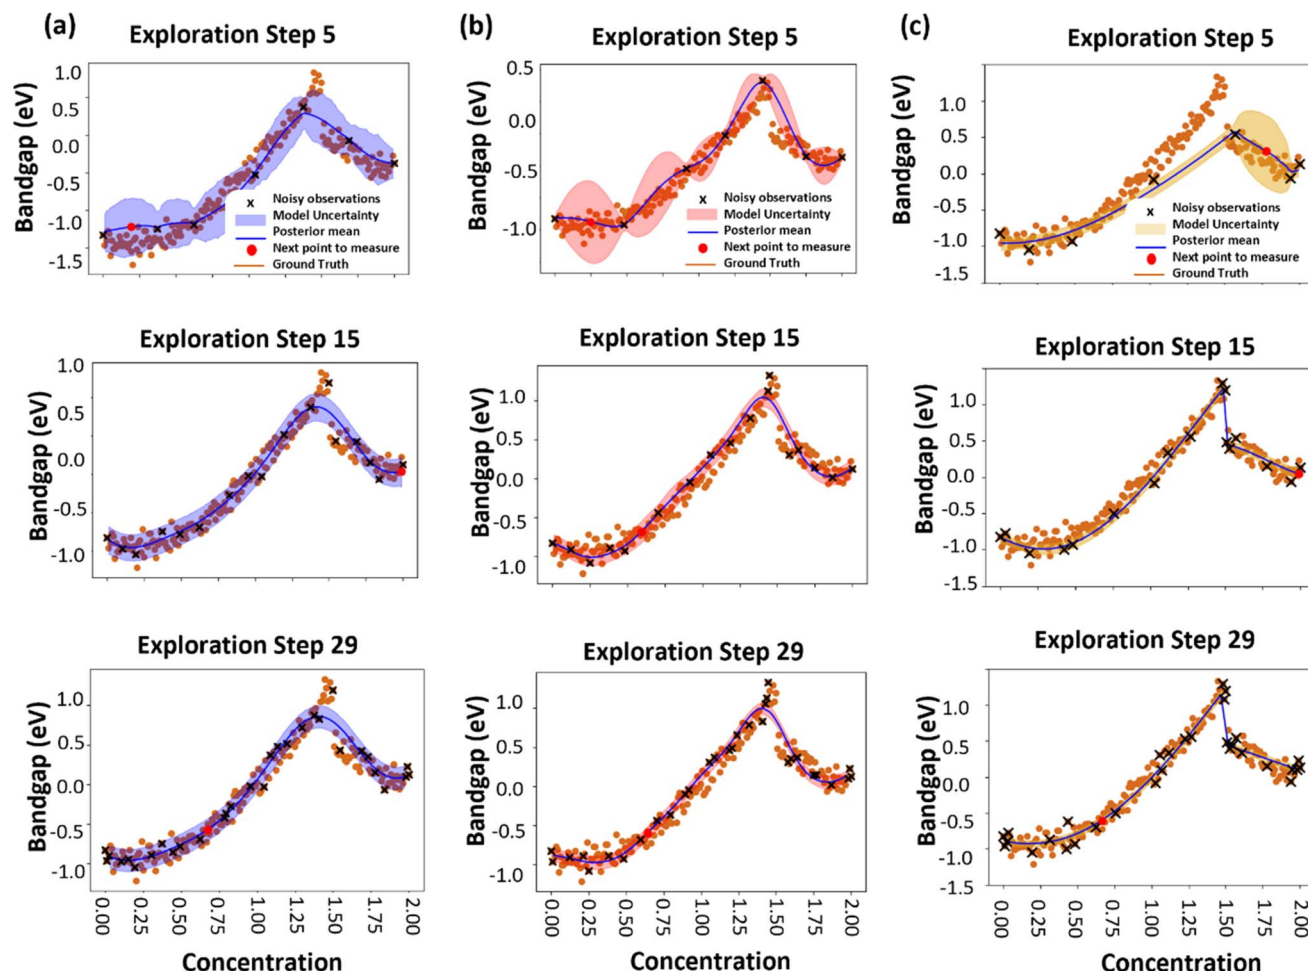 (a)
Exploration Step 5
Bandgap (eV)
1.0
0.5
0.0
-0.5
-1.0
-1.5
Noisy observations
Model Uncertainty
Posterior mean
Next point to measure
Ground Truth
(b)
Exploration Step 5
Bandgap (eV)
0.5
0.0
-0.5
-1.0
Noisy observations
Model Uncertainty
Posterior mean
Next point to measure
Ground Truth
(c)
Exploration Step 5
Bandgap (eV)
1.0
0.5
0.0
-0.5
-1.0
-1.5
Noisy observations
Model Uncertainty
Posterior mean
Next point to measure
Ground Truth
Exploration Step 15
Bandgap (eV)
1.0
0.5
0.0
-0.5
-1.0
Exploration Step 15
Bandgap (eV)
1.0
0.5
0.0
-0.5
-1.0
Exploration Step 15
Bandgap (eV)
1.0
0.5
0.0
-0.5
-1.0
-1.5
Exploration Step 29
Bandgap (eV)
1.0
0.5
0.0
-0.5
-1.0
0.00
0.25
0.50
0.75
1.00
1.25
1.50
1.75
2.00
Concentration
Exploration Step 29
Bandgap (eV)
1.0
0.5
0.0
-0.5
-1.0
0.00
0.25
0.50
0.75
1.00
1.25
1.50
1.75
2.00
Concentration
Exploration Step 29
Bandgap (eV)
1.0
0.5
0.0
-0.5
-1.0
-1.5
0.00
0.25
0.50
0.75
1.00
1.25
1.50
1.75
2.00
Concentration